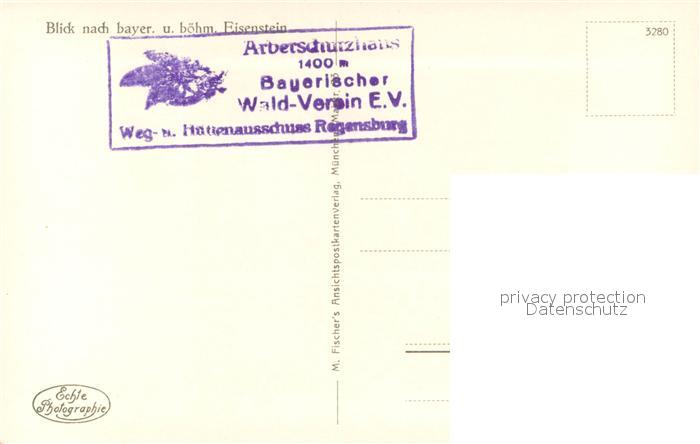 Blick nach bayer. u. böhm. Eisenstein
3280
Arberschutzhaus
1400 m
Bayerischer
Wald-Verein E.V.
Weg- u. Hüttenausschuss Regensburg
M. Fischer's Ansichtspostkartenverlag, München,
privacy protection
Datenschutz
Echte
Photographie